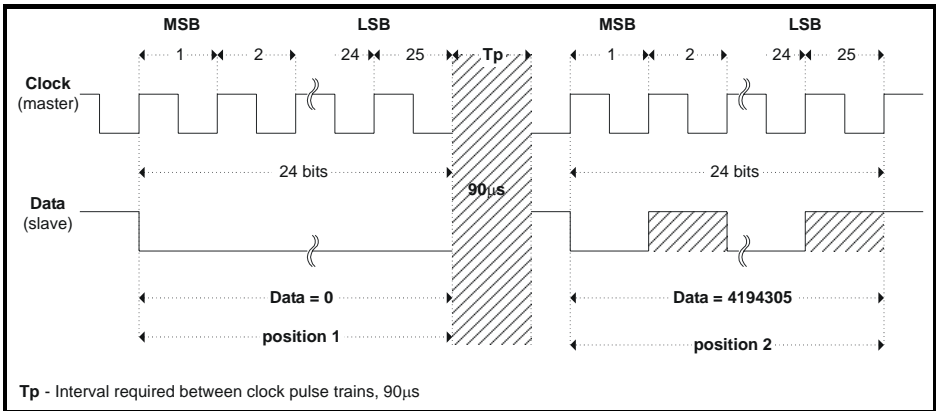 MSB LSB MSB LSB
1 2 24 25 Tp 1 2 24 25
Clock
(master)
24 bits 24 bits
90µs
Data
(slave)
Data = 0 Data = 4194305
position 1 position 2
Tp - Interval required between clock pulse trains, 90µs